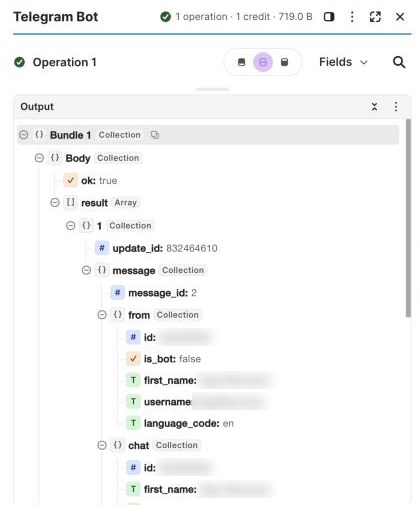 Telegram Bot 1 operation · 1 credit · 719.0 B
Operation 1 Fields
Output
{} Bundle 1 Collection
{} Body Collection
ok: true
[] result Array
{} 1 Collection
# update_id: 832464610
{} message Collection
# message_id: 2
{} from Collection
# id:
is_bot: false
T first_name:
T username:
T language_code: en
{} chat Collection
# id:
T first_name: